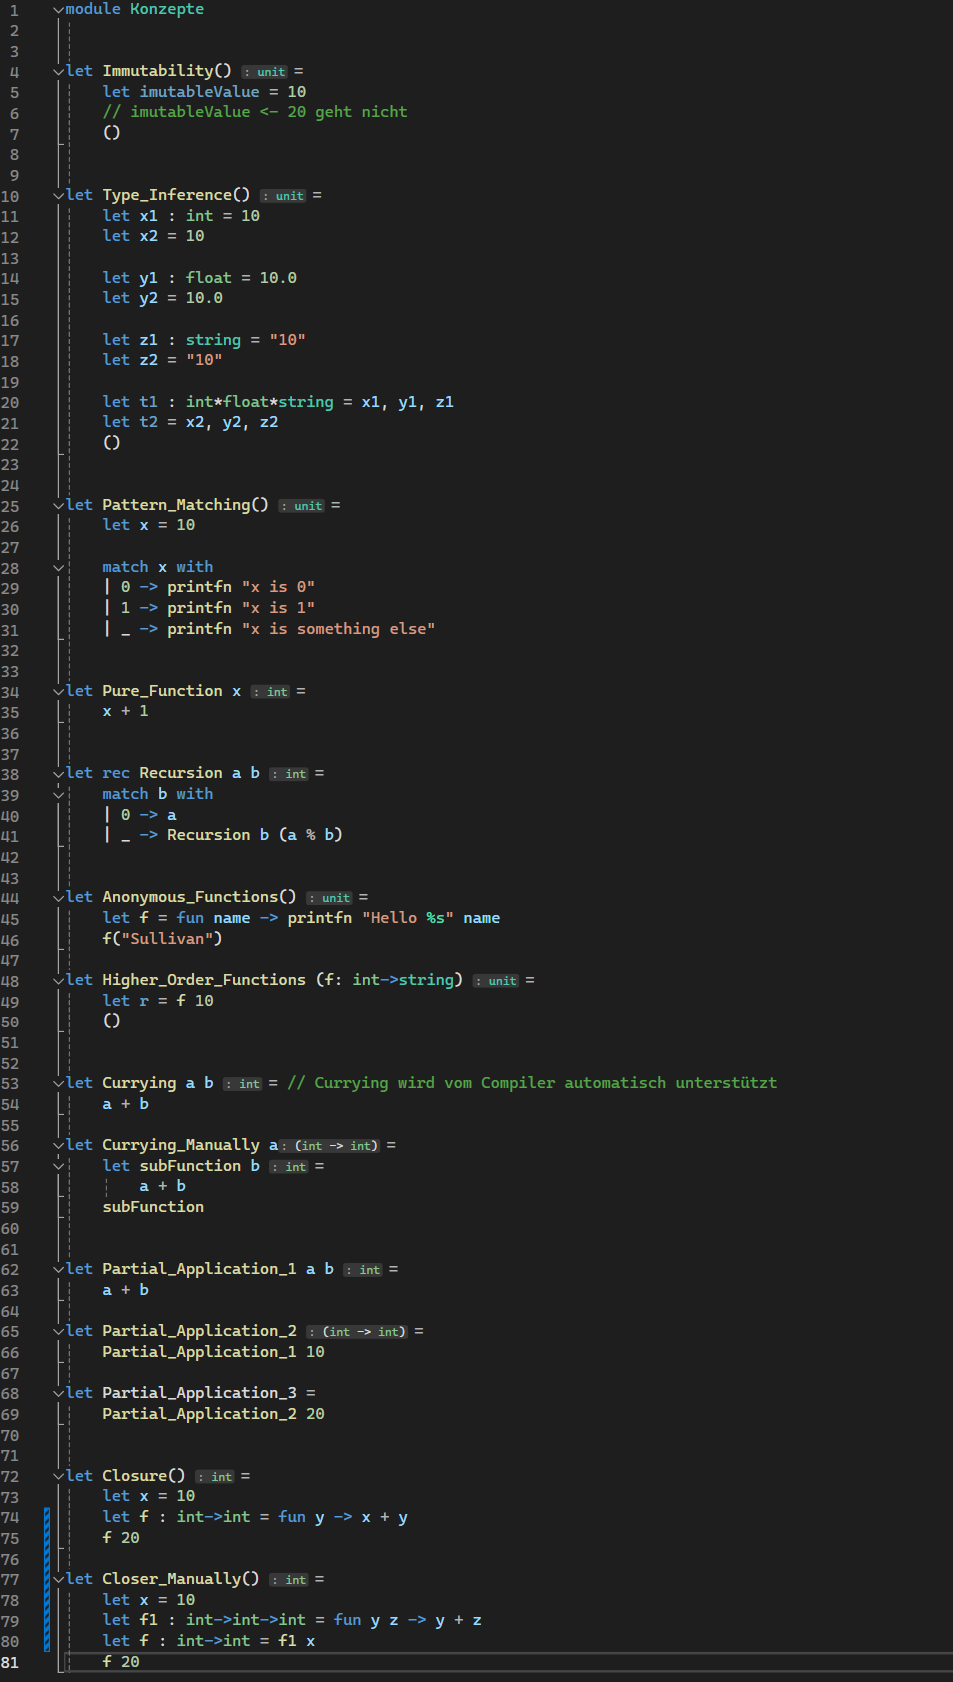 1 module Konzepte
2
3
4 let Immutability() : unit =
5 let imutableValue = 10
6 // imutableValue <- 20 geht nicht
7 ()
8
9
10 let Type_Inference() : unit =
11 let x1 : int = 10
12 let x2 = 10
13
14 let y1 : float = 10.0
15 let y2 = 10.0
16
17 let z1 : string = "10"
18 let z2 = "10"
19
20 let t1 : int*float*string = x1, y1, z1
21 let t2 = x2, y2, z2
22 ()
23
24
25 let Pattern_Matching() : unit =
26 let x = 10
27
28 match x with
29 | 0 -> printfn "x is 0"
30 | 1 -> printfn "x is 1"
31 | _ -> printfn "x is something else"
32
33
34 let Pure_Function x : int =
35 x + 1
36
37
38 let rec Recursion a b : int =
39 match b with
40 | 0 -> a
41 | _ -> Recursion b (a % b)
42
43
44 let Anonymous_Functions() : unit =
45 let f = fun name -> printfn "Hello %s" name
46 f("Sullivan")
47
48 let Higher_Order_Functions (f: int->string) : unit =
49 let r = f 10
50 ()
51
52
53 let Currying a b : int = // Currying wird vom Compiler automatisch unterstützt
54 a + b
55
56 let Currying_Manually a : (int -> int) =
57 let subFunction b : int =
58 a + b
59 subFunction
60
61
62 let Partial_Application_1 a b : int =
63 a + b
64
65 let Partial_Application_2 : (int -> int) =
66 Partial_Application_1 10
67
68 let Partial_Application_3 =
69 Partial_Application_2 20
70
71
72 let Closure() : int =
73 let x = 10
74 let f : int->int = fun y -> x + y
75 f 20
76
77 let Closer_Manually() : int =
78 let x = 10
79 let f1 : int->int->int = fun y z -> y + z
80 let f : int->int = f1 x
81 f 20